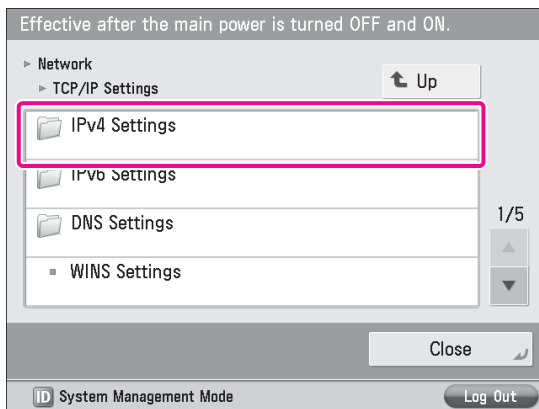 Effective after the main power is turned OFF and ON.
Network
TCP/IP Settings
Up
IPv4 Settings
IPv6 Settings
DNS Settings
WINS Settings
1/5
Close
ID System Management Mode
Log Out